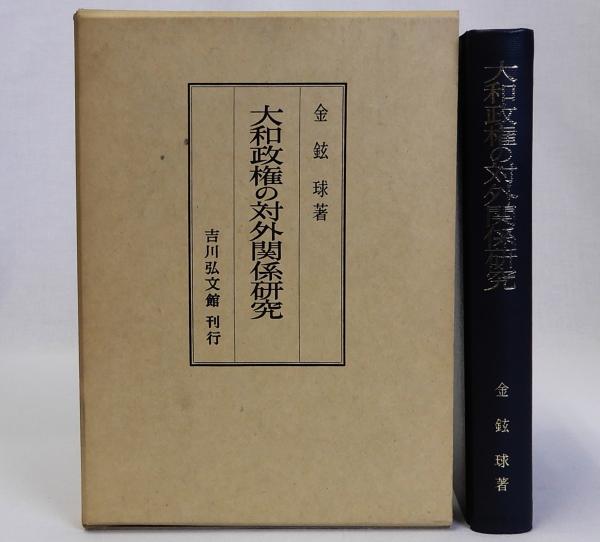 金鉉球著
大和政権の対外関係研究
吉川弘文館 刊行
大和政権の対外関係研究
金鉉球著